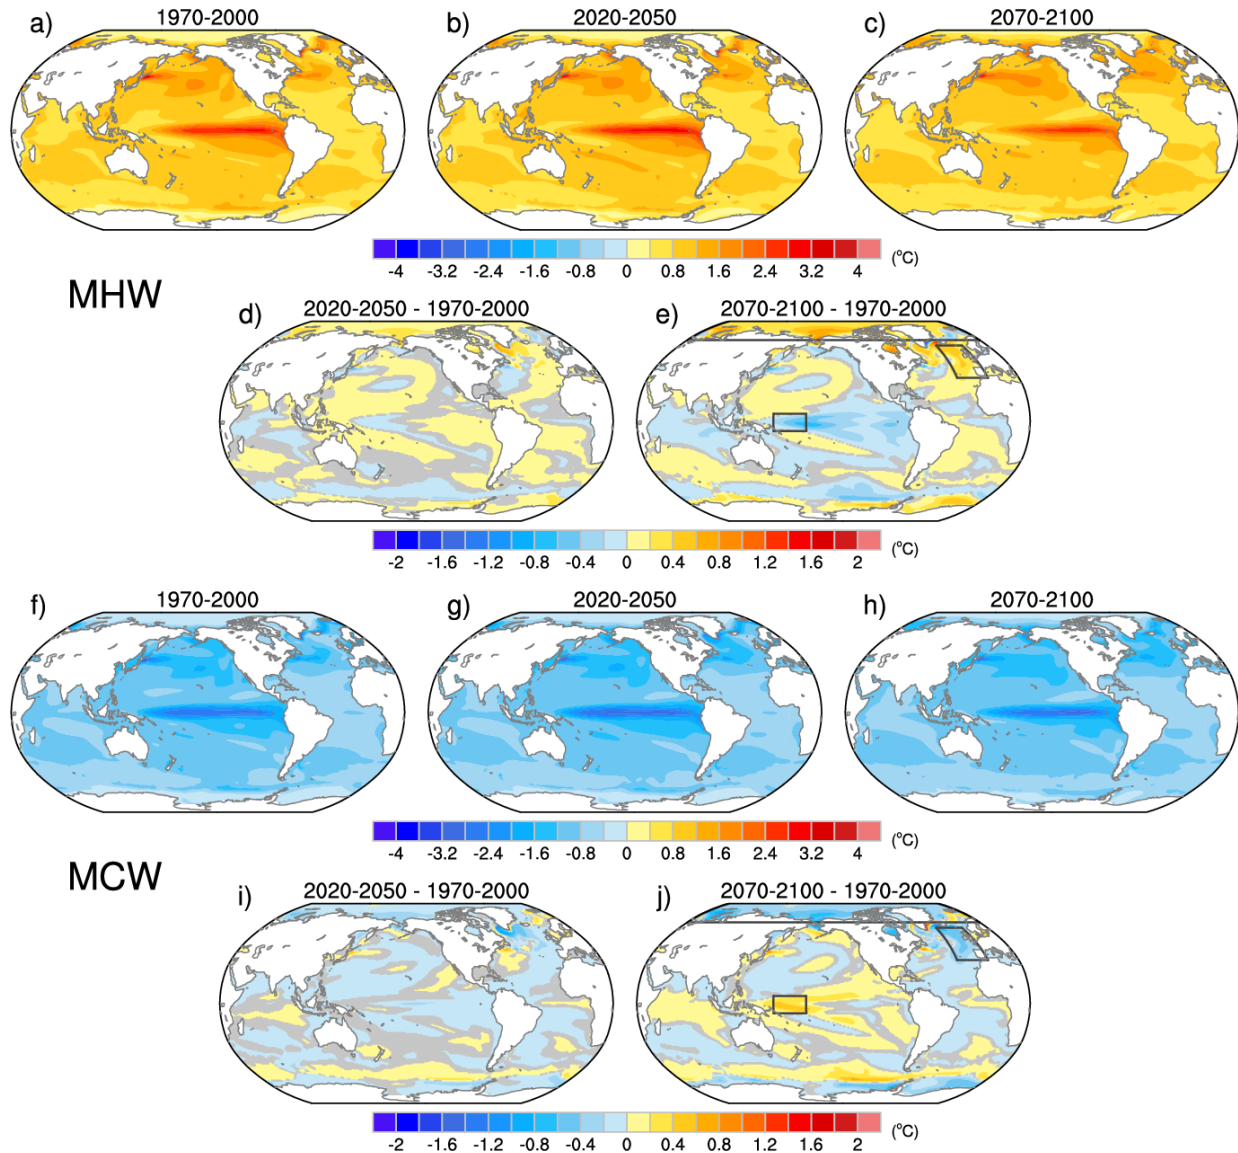 a) 1970-2000
b) 2020-2050
c) 2070-2100
-4 -3.2 -2.4 -1.6 -0.8 0 0.8 1.6 2.4 3.2 4 (°C)
MHW
d) 2020-2050 - 1970-2000
e) 2070-2100 - 1970-2000
-2 -1.6 -1.2 -0.8 -0.4 0 0.4 0.8 1.2 1.6 2 (°C)
f) 1970-2000
g) 2020-2050
h) 2070-2100
-4 -3.2 -2.4 -1.6 -0.8 0 0.8 1.6 2.4 3.2 4 (°C)
MCW
i) 2020-2050 - 1970-2000
j) 2070-2100 - 1970-2000
-2 -1.6 -1.2 -0.8 -0.4 0 0.4 0.8 1.2 1.6 2 (°C)